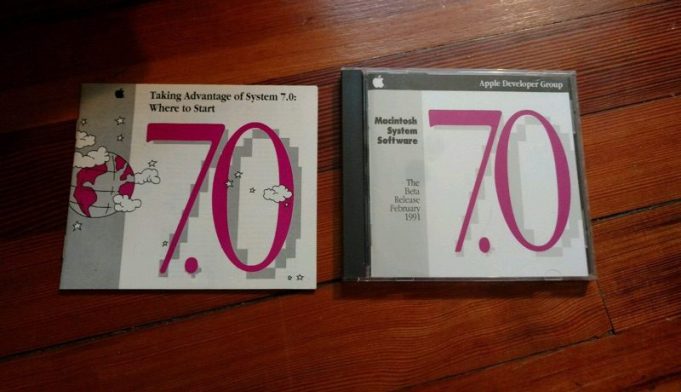 Taking Advantage of System 7.0:
Where to Start
7.0
Apple Developer Group
Macintosh
System
Software
The
Beta
Release
February
1991
7.0